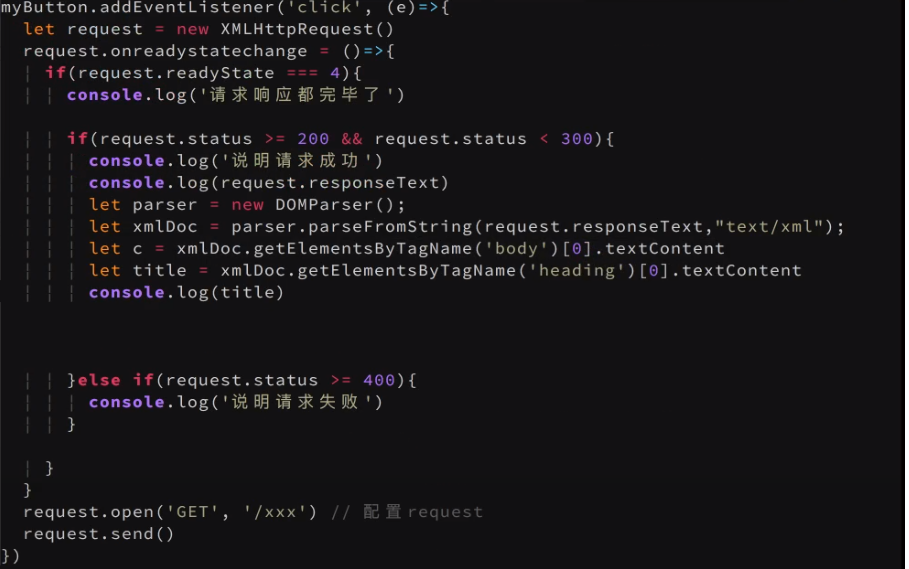 myButton.addEventListener('click', (e)=>{
let request = new XMLHttpRequest()
request.onreadystatechange = ()=>{
if(request.readyState === 4){
console.log('请求响应都完毕了')
if(request.status >= 200 && request.status < 300){
console.log('说明请求成功')
console.log(request.responseText)
let parser = new DOMParser();
let xmlDoc = parser.parseFromString(request.responseText,"text/xml");
let c = xmlDoc.getElementsByTagName('body')[0].textContent
let title = xmlDoc.getElementsByTagName('heading')[0].textContent
console.log(title)
}else if(request.status >= 400){
console.log('说明请求失败')
}
}
}
request.open('GET', '/xxx') // 配置request
request.send()
})